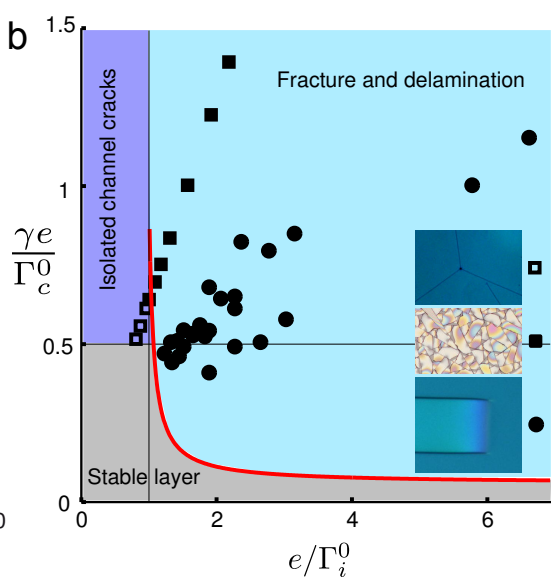 b
1.5
Fracture and delamination
Isolated channel cracks
1
γe
Γ_c^0
0.5
Stable layer
0
0
0
2
4
6
e/Γ_i^0